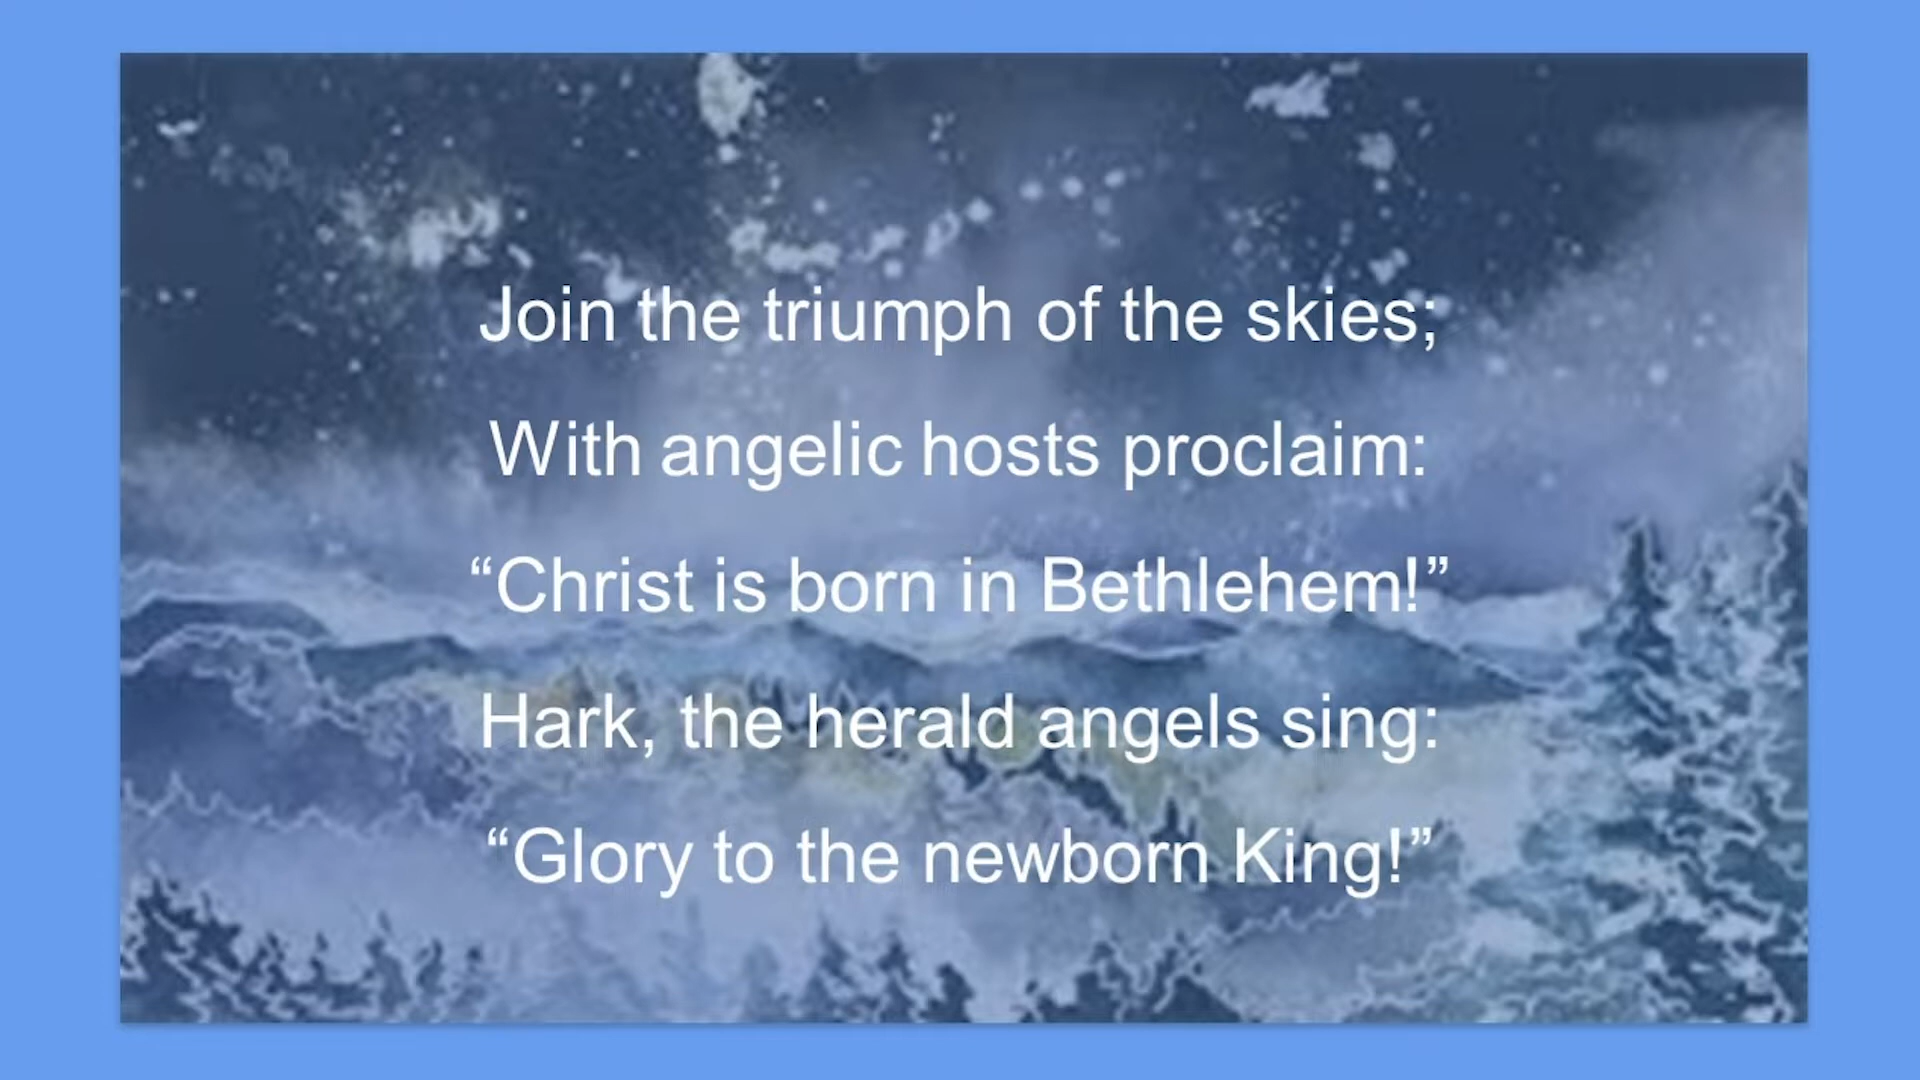 Join the triumph of the skies;
With angelic hosts proclaim:
“Christ is born in Bethlehem!”
Hark, the herald angels sing:
“Glory to the newborn King!”